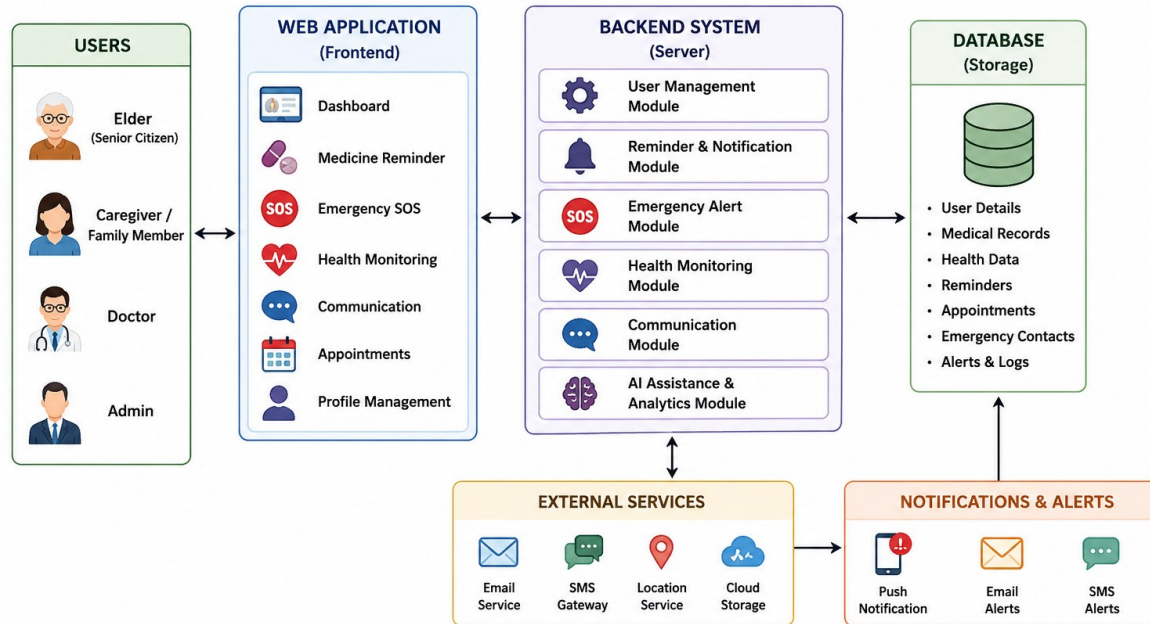 USERS
Elder
(Senior Citizen)
Caregiver /
Family Member
Doctor
Admin
WEB APPLICATION
(Frontend)
Dashboard
Medicine Reminder
SOS
Emergency SOS
Health Monitoring
Communication
Appointments
Profile Management
BACKEND SYSTEM
(Server)
User Management
Module
Reminder & Notification
Module
SOS
Emergency Alert
Module
Health Monitoring
Module
Communication
Module
AI Assistance &
Analytics Module
DATABASE
(Storage)
• User Details
• Medical Records
• Health Data
• Reminders
• Appointments
• Emergency Contacts
• Alerts & Logs
EXTERNAL SERVICES
Email
Service
SMS
Gateway
Location
Service
Cloud
Storage
NOTIFICATIONS & ALERTS
Push
Notification
Email
Alerts
SMS
Alerts